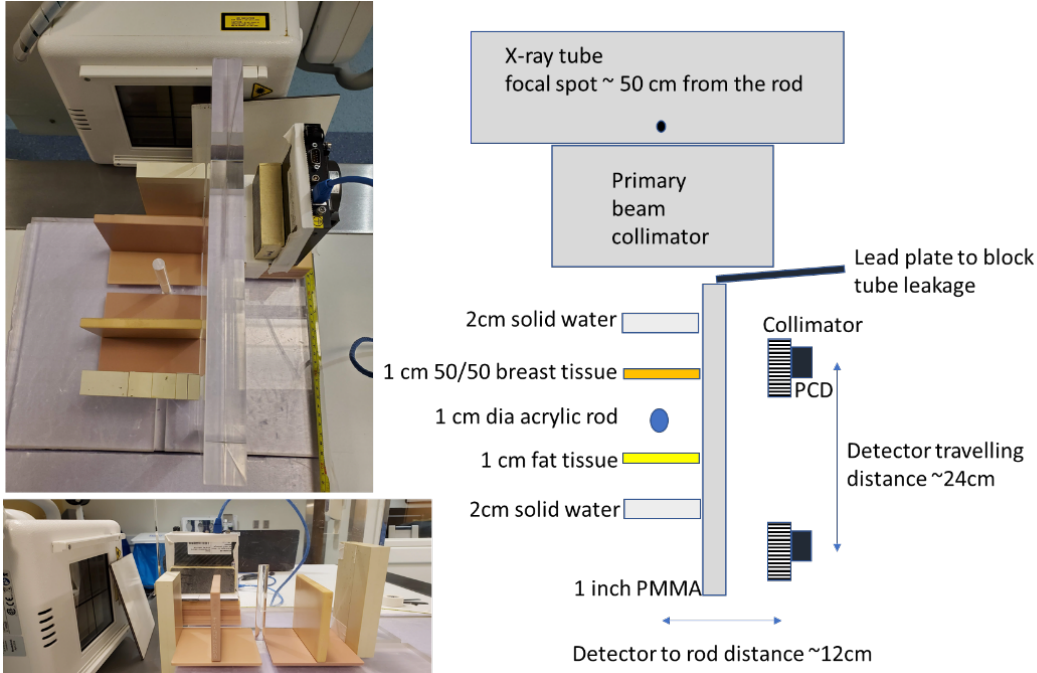 X-ray tube
focal spot ~ 50 cm from the rod
Primary
beam
collimator
Lead plate to block
tube leakage
2cm solid water
Collimator
1 cm 50/50 breast tissue
PCD
1 cm dia acrylic rod
Detector travelling
distance ~24cm
1 cm fat tissue
2cm solid water
1 inch PMMA
Detector to rod distance ~12cm